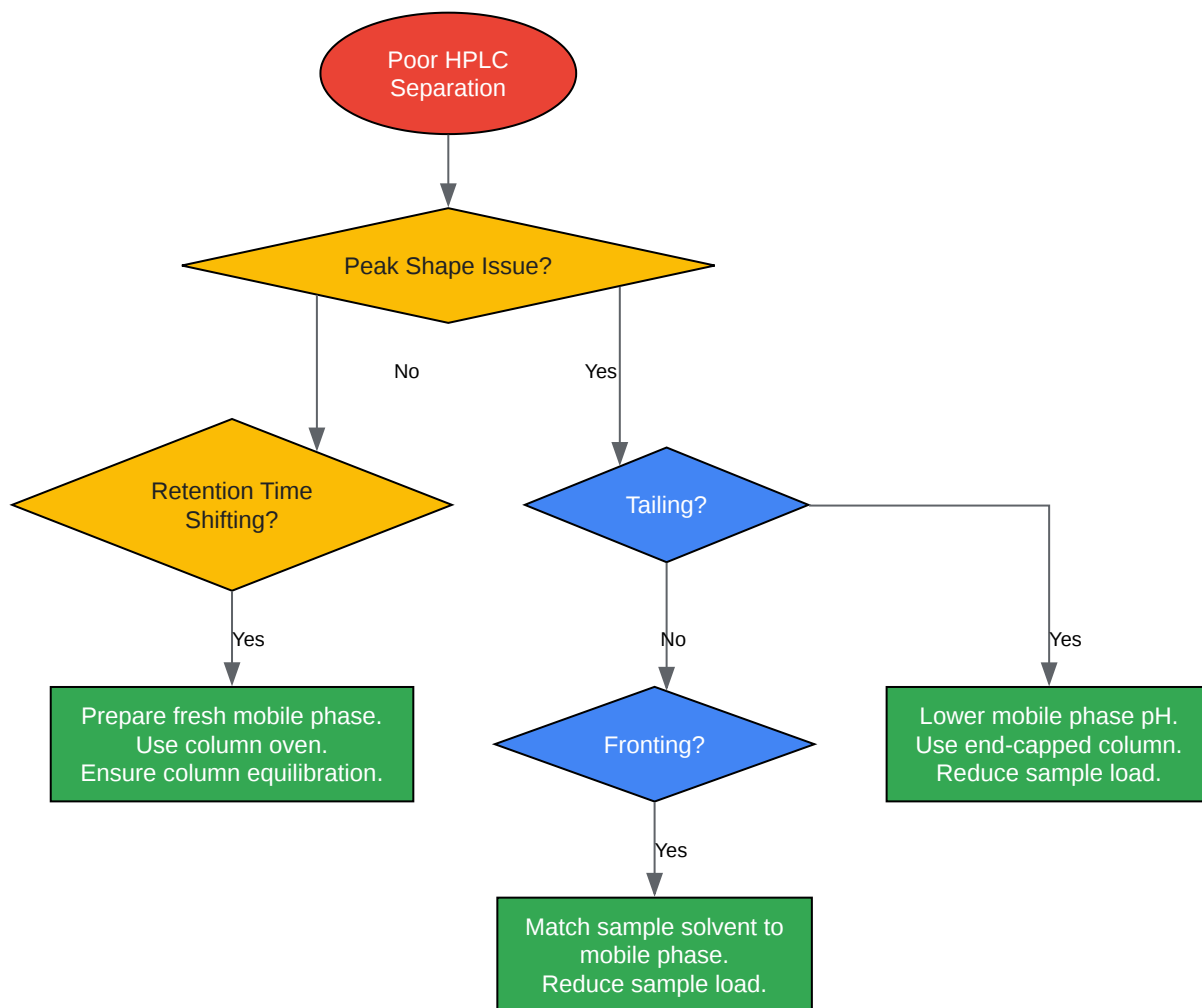 Poor HPLC
Separation
Peak Shape Issue?
No
Yes
Retention Time
Shifting?
Tailing?
Yes
No
Yes
Prepare fresh mobile phase.
Use column oven.
Ensure column equilibration.
Fronting?
Lower mobile phase pH.
Use end-capped column.
Reduce sample load.
Yes
Match sample solvent to
mobile phase.
Reduce sample load.